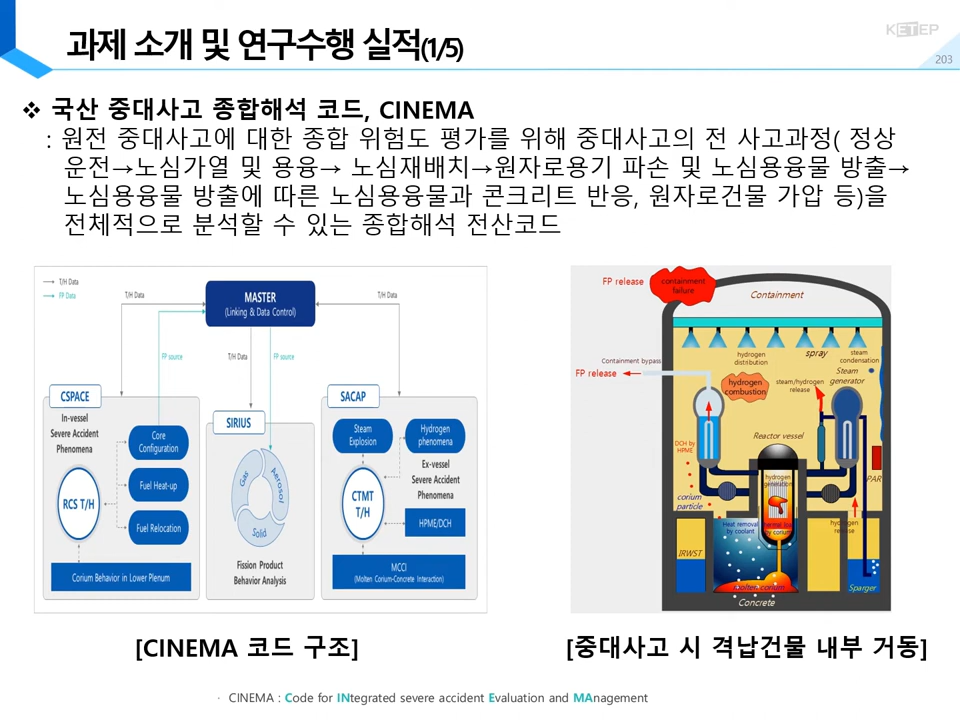 과제 소개 및 연구수행 실적(1/5)
KETEP
203
❖ 국산 중대사고 종합해석 코드, CINEMA
: 원전 중대사고에 대한 종합 위험도 평가를 위해 중대사고의 전 사고과정( 정상
운전→노심가열 및 용융→ 노심재배치→원자로용기 파손 및 노심용융물 방출→
노심용융물 방출에 따른 노심용융물과 콘크리트 반응, 원자로건물 가압 등)을
전체적으로 분석할 수 있는 종합해석 전산코드
T/H Data
FP Data
T/H Data
MASTER
(Linking & Data Control)
T/H Data
FP source
T/H Data
FP source
CSPACE
In-vessel
Severe Accident
Phenomena
Core
Configuration
RCS T/H
Fuel Heat-up
Fuel Relocation
Corium Behavior in Lower Plenum
SIRIUS
Gas
Aerosol
Solid
Fission Product
Behavior Analysis
SACAP
Steam
Explosion
Hydrogen
phenomena
Ex-vessel
Severe Accident
Phenomena
CTMT
T/H
HPME/DCH
MCCI
(Molten Corium-Concrete Interaction)
FP release
containment
failure
Containment
hydrogen
distribution
spray
steam
condensation
Containment bypass
FP release
hydrogen
combustion
steam/hydrogen
release
Steam
generator
DCH by
HPME
Reactor vessel
hydrogen
generation
PAR
corium
particle
Heat removal
by coolant
by corium
hydrogen
release
IRWST
molten corium
Sparger
Concrete
[CINEMA 코드 구조]
[중대사고 시 격납건물 내부 거동]
· CINEMA : Code for INtegrated severe accident Evaluation and MAnagement